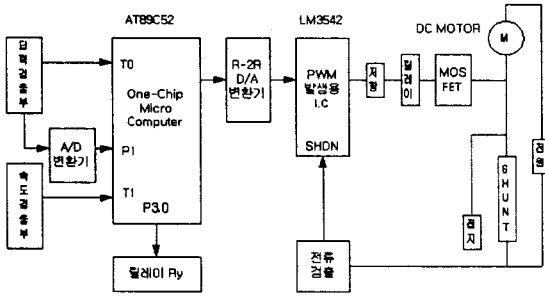 AT89C52
LM3542
DC MOTOR
M
답력검출부
T0
One-Chip
Micro
Computer
R-2R
D/A
변환기
PWM
발생용
I.C
SHDN
저항
릴레이
MOS
FET
A/D
변환기
P1
속도검출부
T1
P3.0
접지
SHUNT
전원
릴레이 Ry
전류
검출